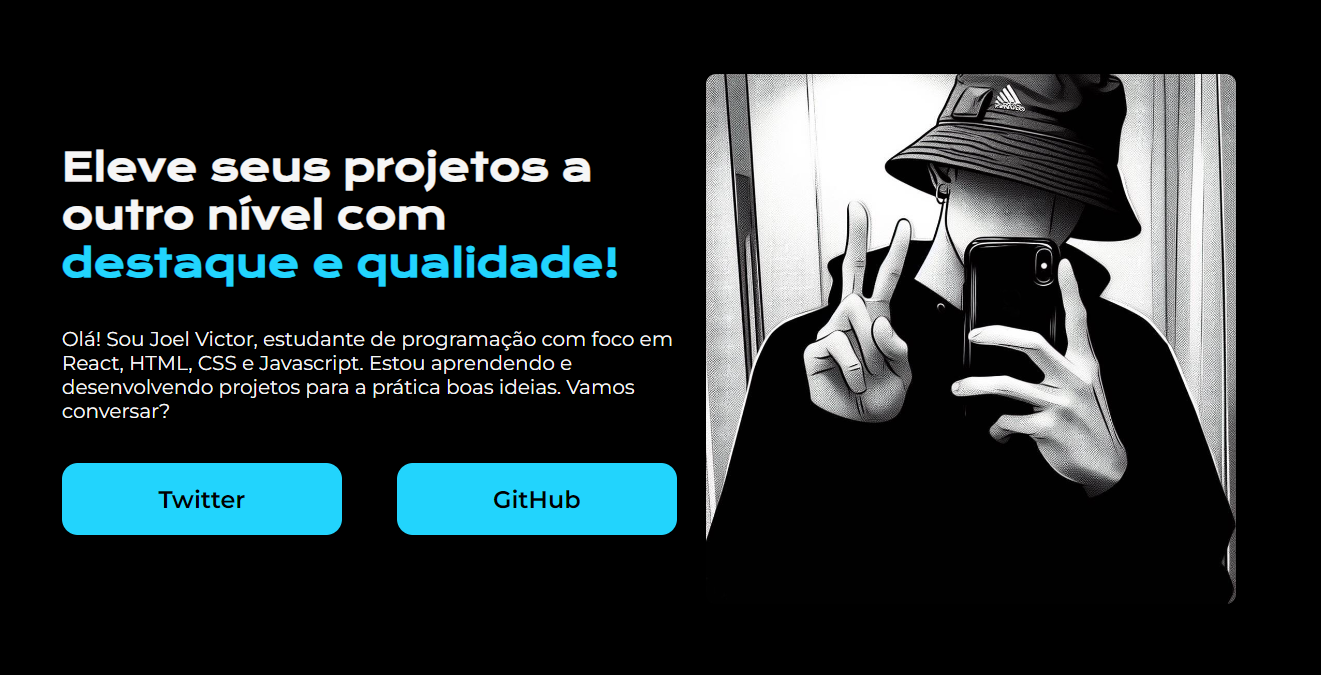 Eleve seus projetos a
outro nível com
destaque e qualidade!
Olá! Sou Joel Victor, estudante de programação com foco em
React, HTML, CSS e Javascript. Estou aprendendo e
desenvolvendo projetos para a prática boas ideias. Vamos
conversar?
Twitter
GitHub